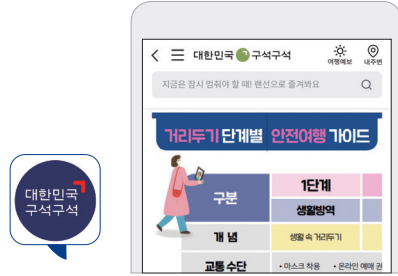 대한민국
구석구석
대한민국 구석구석
여행예보
내주변
지금은 잠시 멈춰야 할 때! 랜선으로 즐겨봐요
거리두기 단계별 안전여행 가이드
구분
1단계
생활방역
개 념
생활 속 거리두기
교통 수단
• 마스크 착용 • 온라인 예매 권